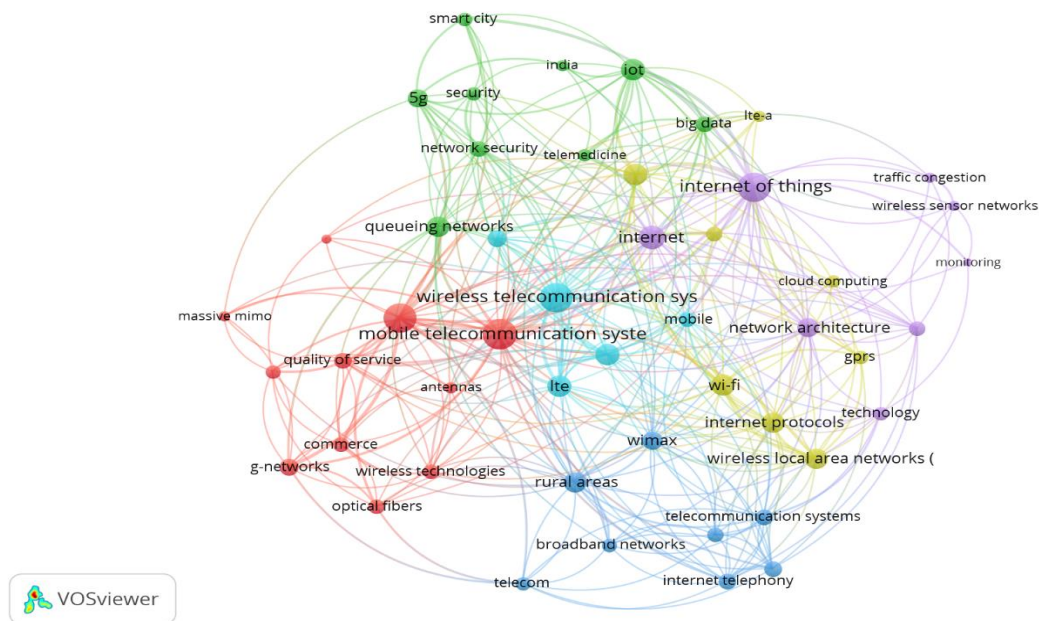 smart city
india
iot
5g
security
big data
lte-a
network security
telemedicine
internet of things
traffic congestion
wireless sensor networks
queueing networks
internet
monitoring
cloud computing
wireless telecommunication sys
massive mimo
mobile telecommunication syste
mobile
network architecture
quality of service
gprs
antennas
lte
wi-fi
technology
internet protocols
commerce
wimax
g-networks
wireless technologies
wireless local area networks (
rural areas
optical fibers
telecommunication systems
broadband networks
telecom
internet telephony
VOSviewer